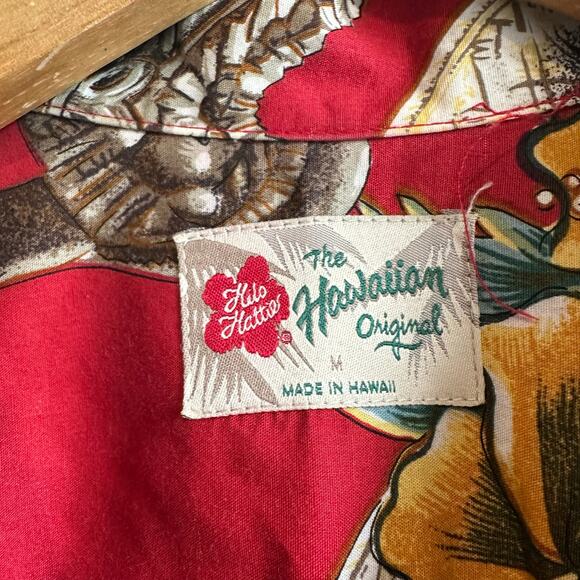 Hilo
Hattie®
The
Hawaiian
Original
M
MADE IN HAWAII